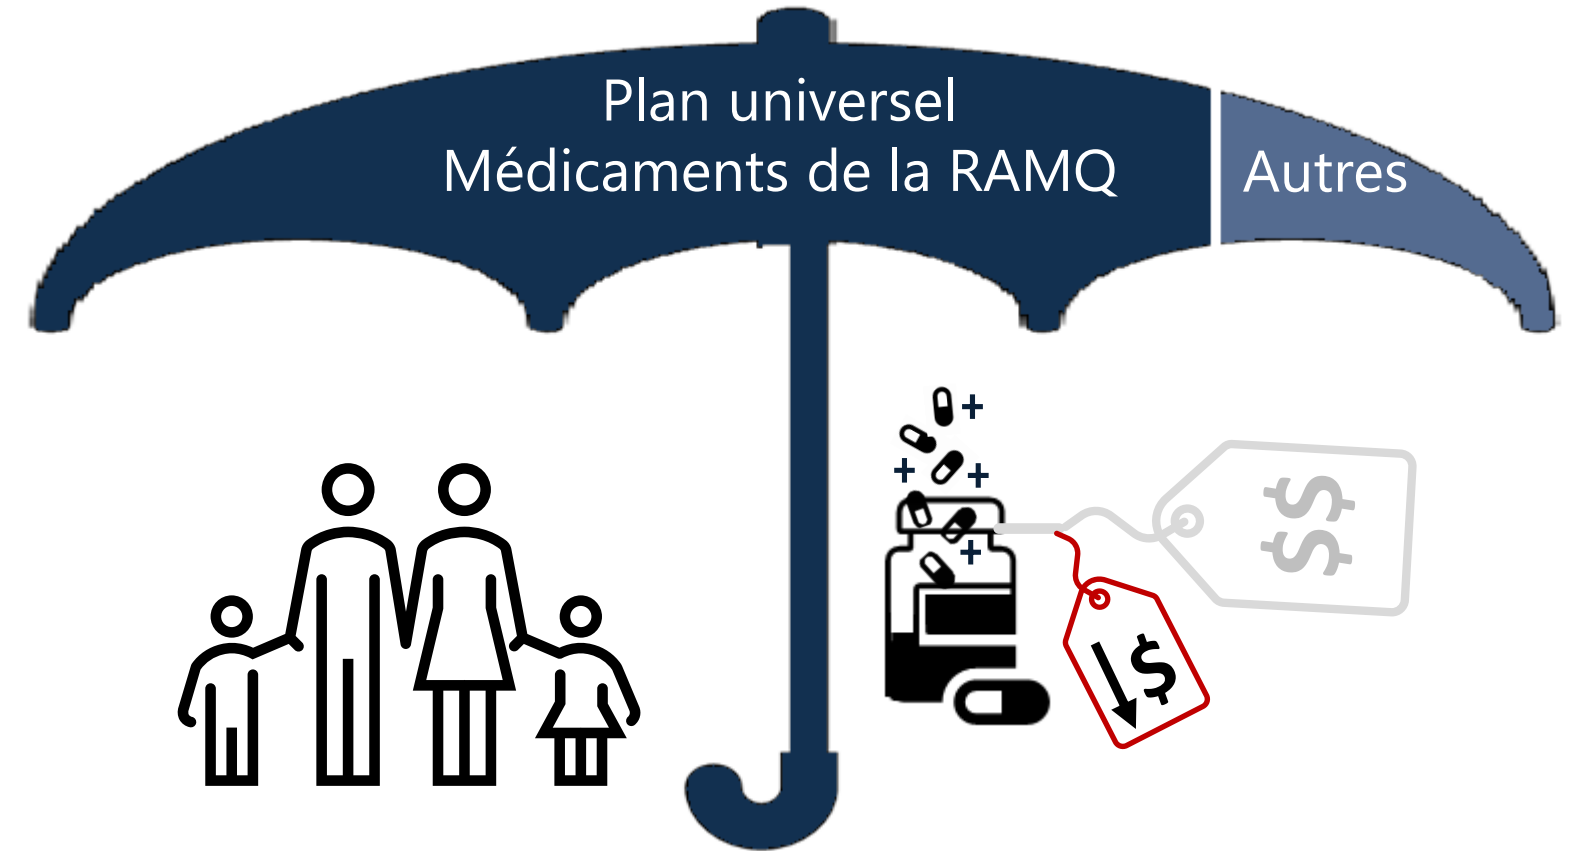 Plan universel
Médicaments de la RAMQ
Autres
$$
$